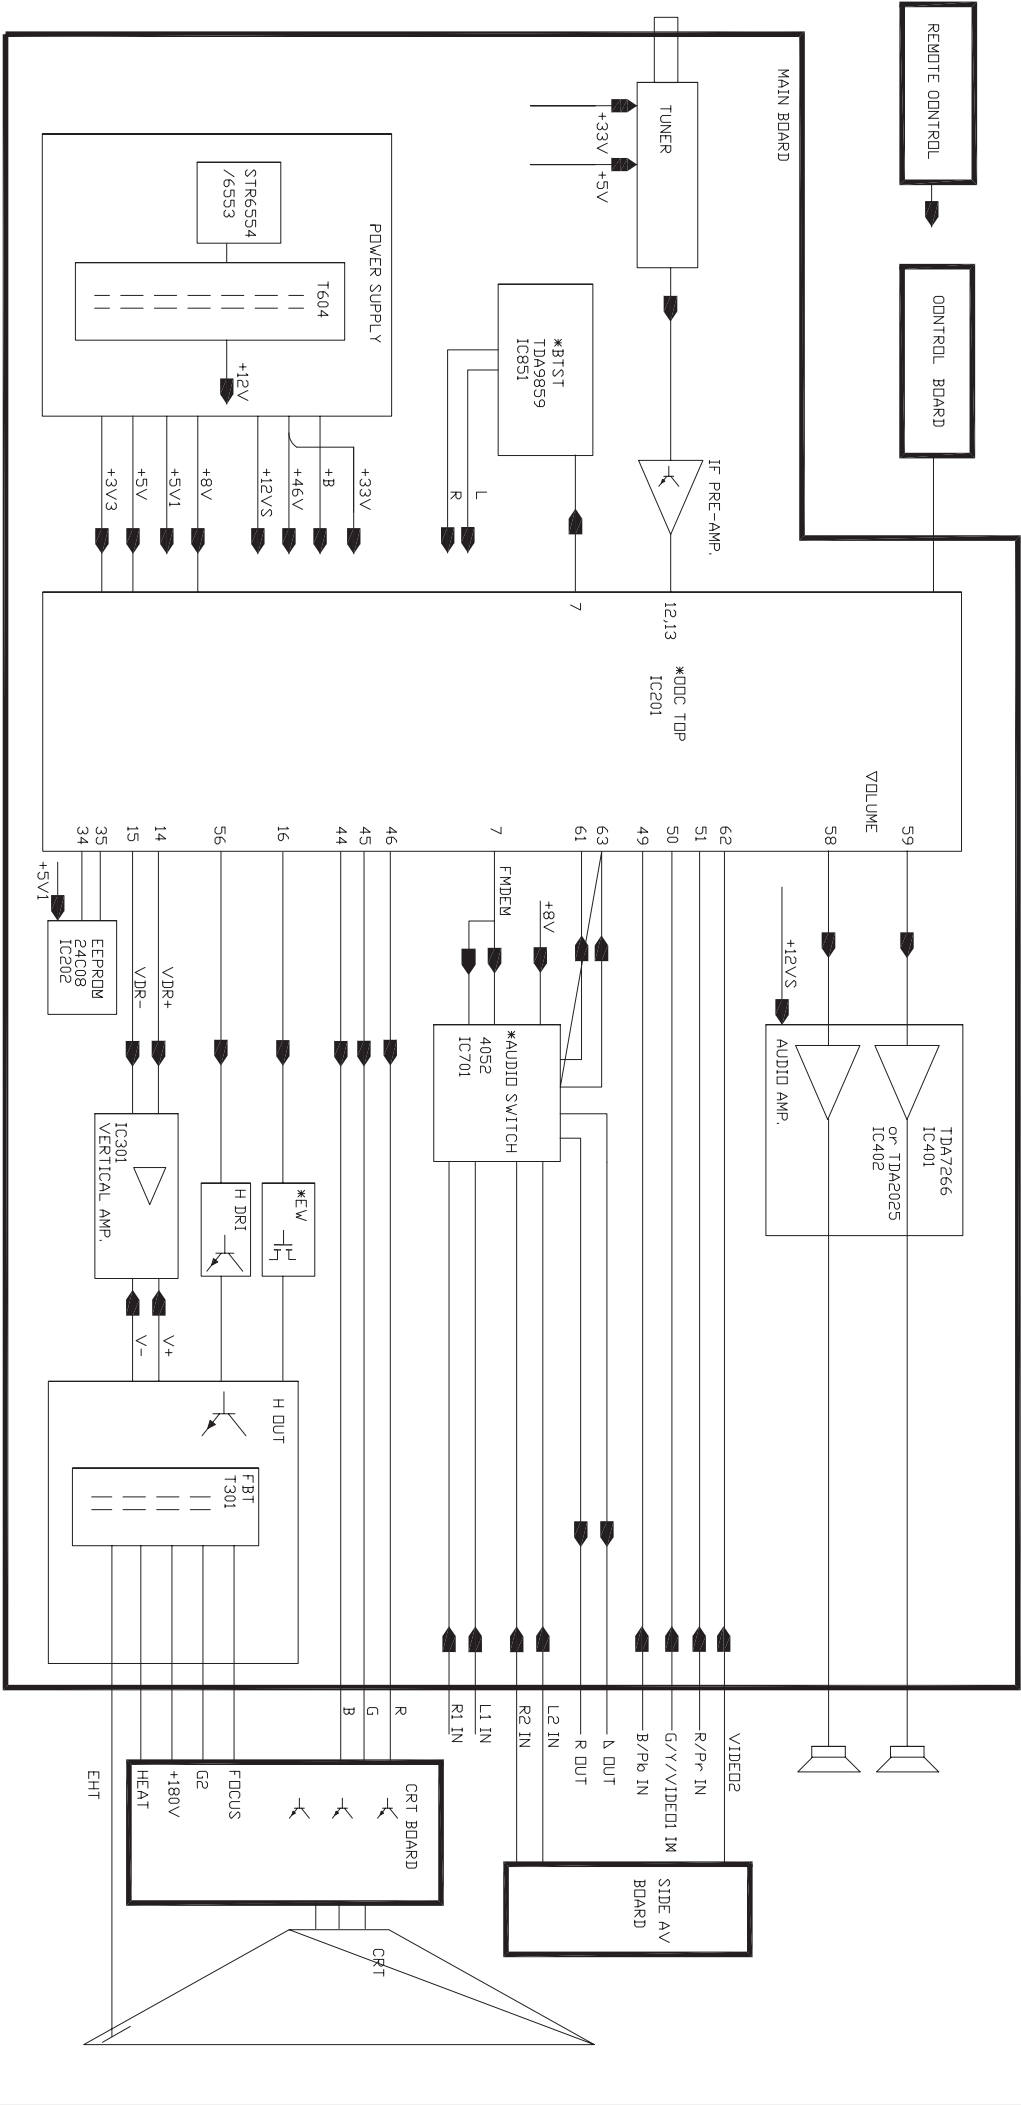 REMOTE CONTROL
CONTROL BOARD
MAIN BOARD
TUNER
+33V
+5V
IF PRE-AMP.
*BTST
TDA9859
IC851
L
R
POWER SUPPLY
STR6554
/6553
T604
+12V
+33V
+B
+46V
+12VS
+8V
+5V1
+5V
+3V3
12,13
7
*OOC TOP
IC201
VOLUME
59
58
62
51
50
49
63
61
7
46
45
44
16
56
14
15
35
34
+12VS
AUDIO AMP.
TDA7266
IC401
or TDA2025
IC402
FMDEM
+8V
*AUDIO SWITCH
4052
IC701
+5V1
EEPROM
24C08
IC202
VDR+
VDR-
IC301
VERTICAL AMP.
H DRI
*EW
V+
V-
H OUT
FBT
T301
VIDEO2
R/Pr IN
G/Y/VIDEO1 IN
B/Pb IN
OUT
R OUT
L2 IN
R2 IN
L1 IN
R1 IN
R
G
B
SIDE AV
BOARD
CRT BOARD
FOCUS
G2
+180V
HEAT
EHT
CRT